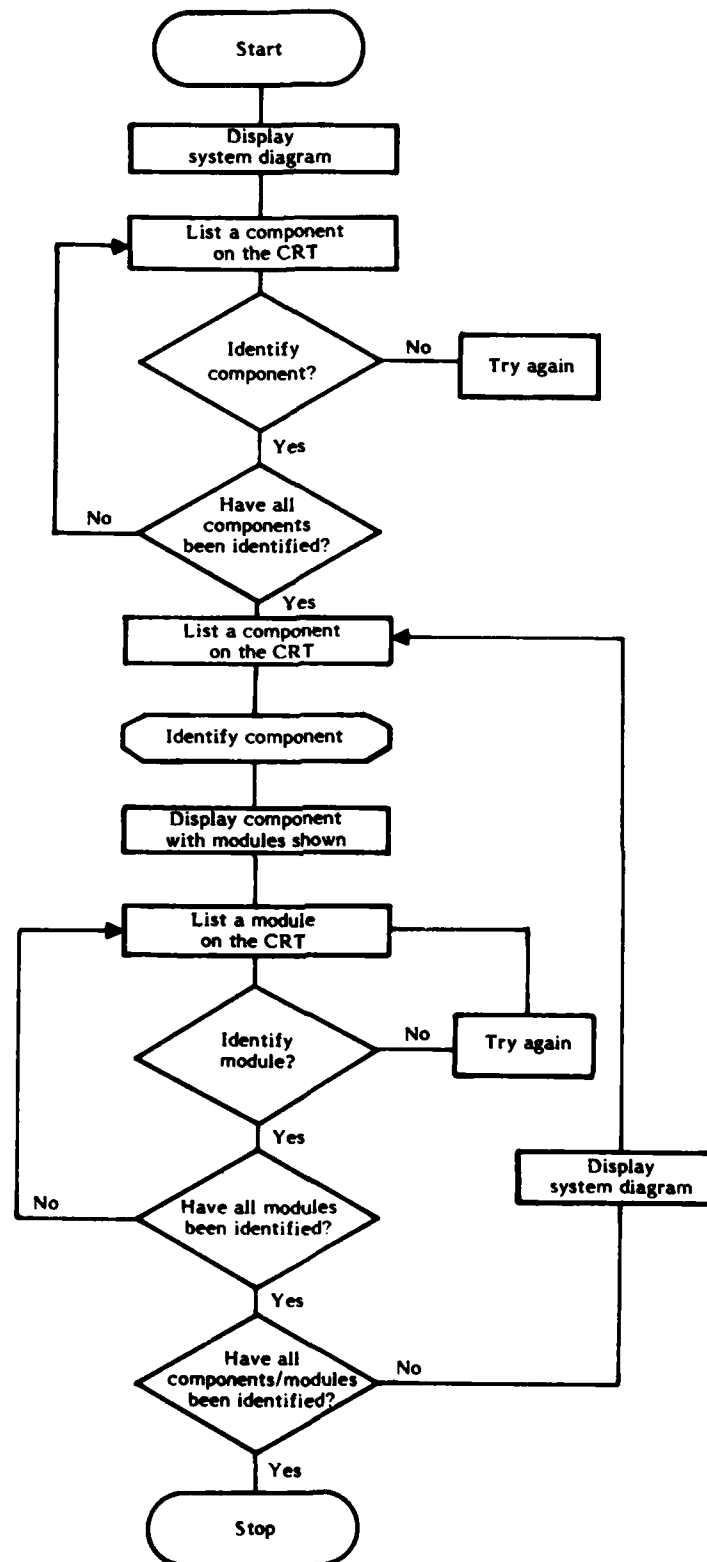 Start
Display
system diagram
List a component
on the CRT
Identify
component?
No
Try again
Yes
Have all
components
been identified?
No
Yes
List a component
on the CRT
Identify component
Display component
with modules shown
List a module
on the CRT
Identify
module?
No
Try again
Yes
Display
system diagram
Have all modules
been identified?
No
Yes
Have all
components/modules
been identified?
No
Yes
Stop